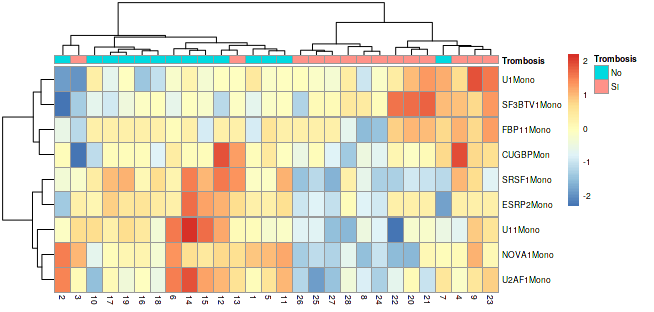 Trombosis
U1Mono
SF3BTV1Mono
FBP11Mono
CUGBPMon
SRSF1Mono
ESRP2Mono
U11Mono
NOVA1Mono
U2AF1Mono
2 3 10 17 19 16 18 6 14 15 12 13 1 5 11 26 25 27 28 8 24 22 20 21 7 4 9 23
2
1
0
-1
-2
Trombosis
No
SI